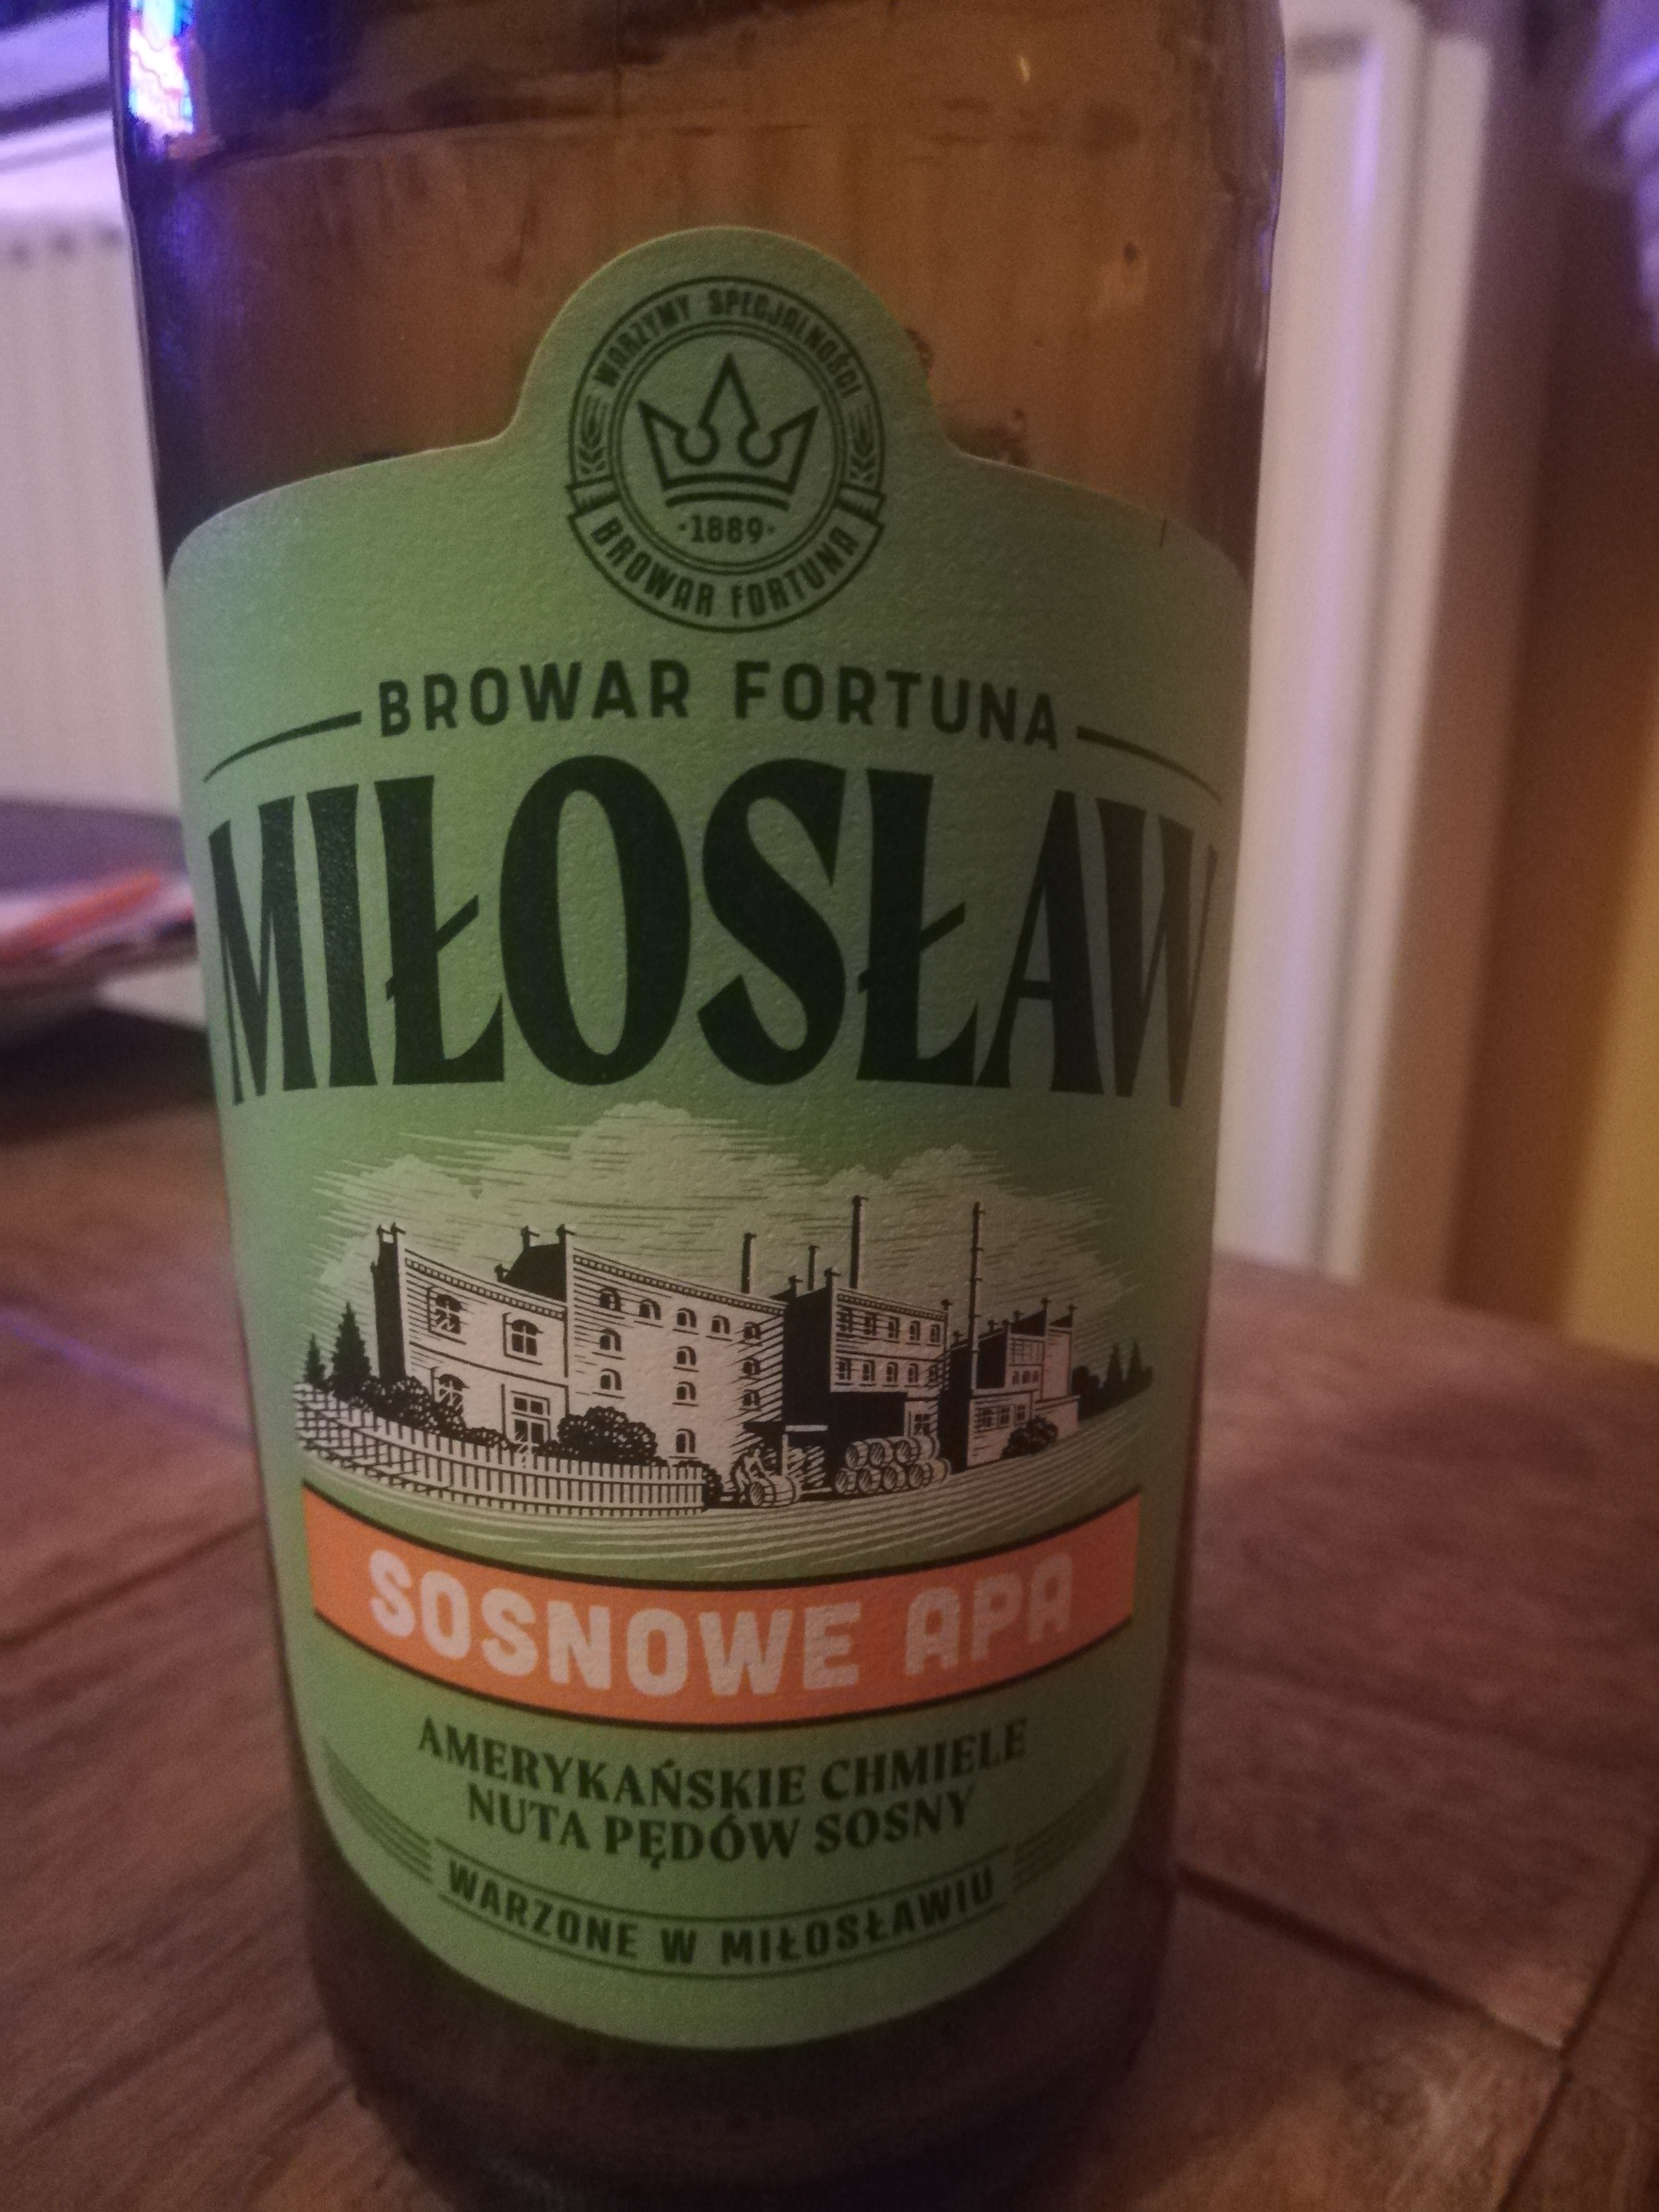 WARZYMY SPECJALNOŚCI
·1889·
BROWAR FORTUNA
BROWAR FORTUNA
MIŁOSŁAW
SOSNOWE APA
AMERYKAŃSKIE CHMIELE
NUTA PĘDÓW SOSNY
WARZONE W MIŁOSŁAWIU